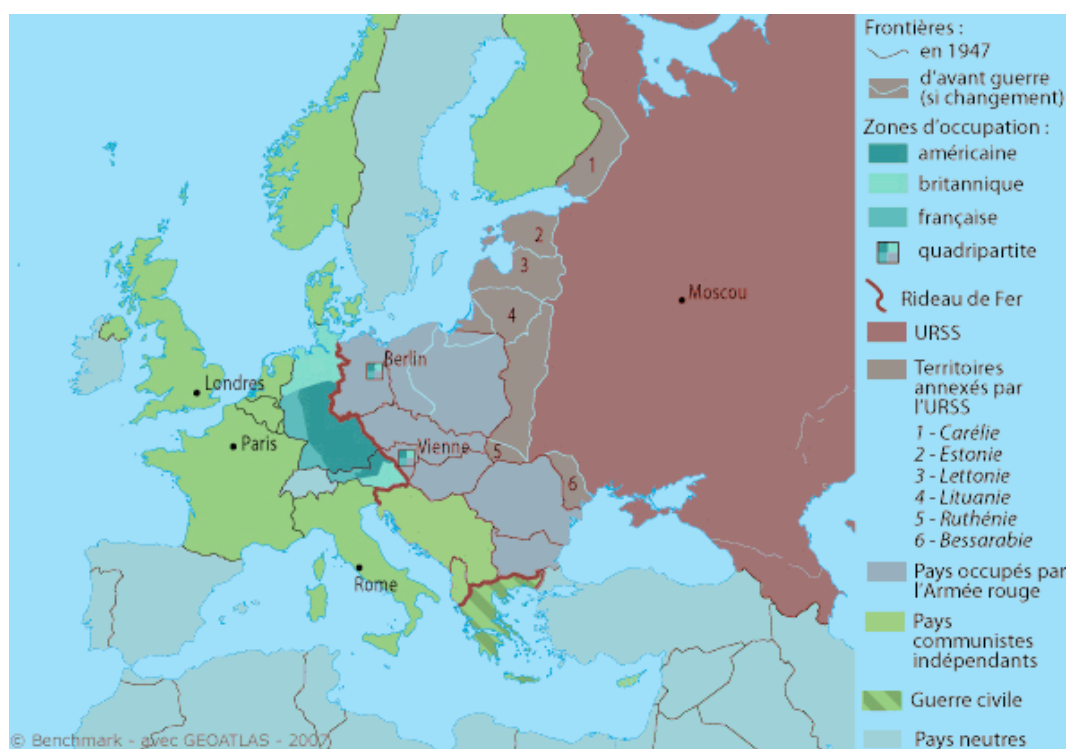 Frontières :
en 1947
d'avant guerre
(si changement)
Zones d'occupation :
américaine
britannique
française
quadripartite
Rideau de Fer
URSS
Territoires
annexés par
l'URSS
1 - Carélie
2 - Estonie
3 - Lettonie
4 - Lituanie
5 - Ruthénie
6 - Bessarabie
Pays occupés par
l'Armée rouge
Pays
communistes
indépendants
Guerre civile
Pays neutres
1
2
3
Moscou
4
Berlin
Londres
Paris
Vienne
5
6
Rome
© Benchmark - avec GEOATLAS - 2007